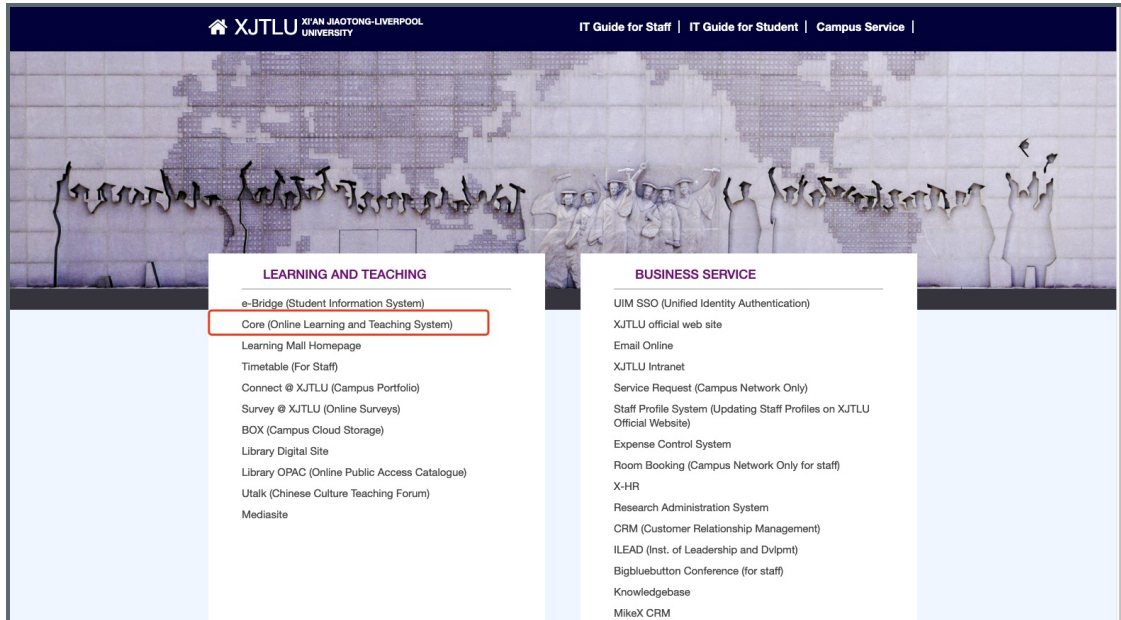 XJTLU XI'AN JIAOTONG-LIVERPOOL
UNIVERSITY
IT Guide for Staff | IT Guide for Student | Campus Service |
LEARNING AND TEACHING
e-Bridge (Student Information System)
Core (Online Learning and Teaching System)
Learning Mall Homepage
Timetable (For Staff)
Connect @ XJTLU (Campus Portfolio)
Survey @ XJTLU (Online Surveys)
BOX (Campus Cloud Storage)
Library Digital Site
Library OPAC (Online Public Access Catalogue)
Utalk (Chinese Culture Teaching Forum)
Mediasite
BUSINESS SERVICE
UIM SSO (Unified Identity Authentication)
XJTLU official web site
Email Online
XJTLU Intranet
Service Request (Campus Network Only)
Staff Profile System (Updating Staff Profiles on XJTLU
Official Website)
Expense Control System
Room Booking (Campus Network Only for staff)
X-HR
Research Administration System
CRM (Customer Relationship Management)
ILEAD (Inst. of Leadership and Dvlpmt)
Bigbluebutton Conference (for staff)
Knowledgebase
MikeX CRM